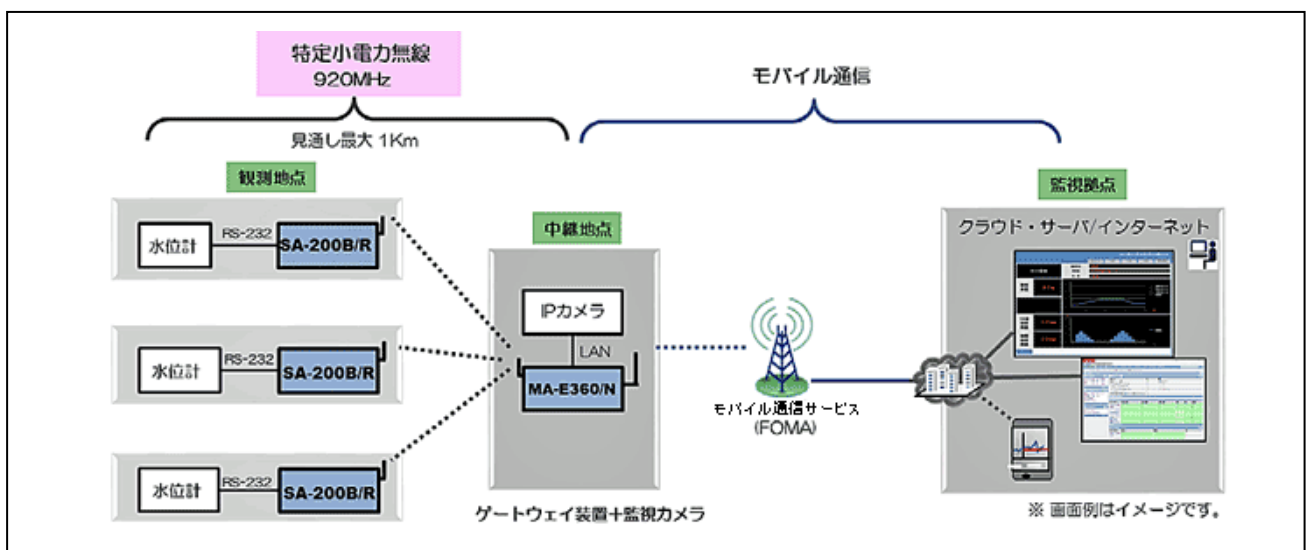 特定小電力無線
920MHz
モバイル通信
見通し最大 1Km
観測地点
監視拠点
中継地点
クラウド・サーバ/インターネット
水位計
RS-232
SA-200B/R
IPカメラ
LAN
水位計
RS-232
SA-200B/R
MA-E360/N
モバイル通信サービス
(FOMA)
水位計
RS-232
SA-200B/R
ゲートウェイ装置+監視カメラ
※ 画面例はイメージです。